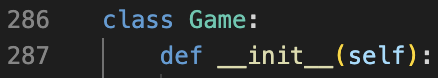 286 class Game:
287 def __init__(self):